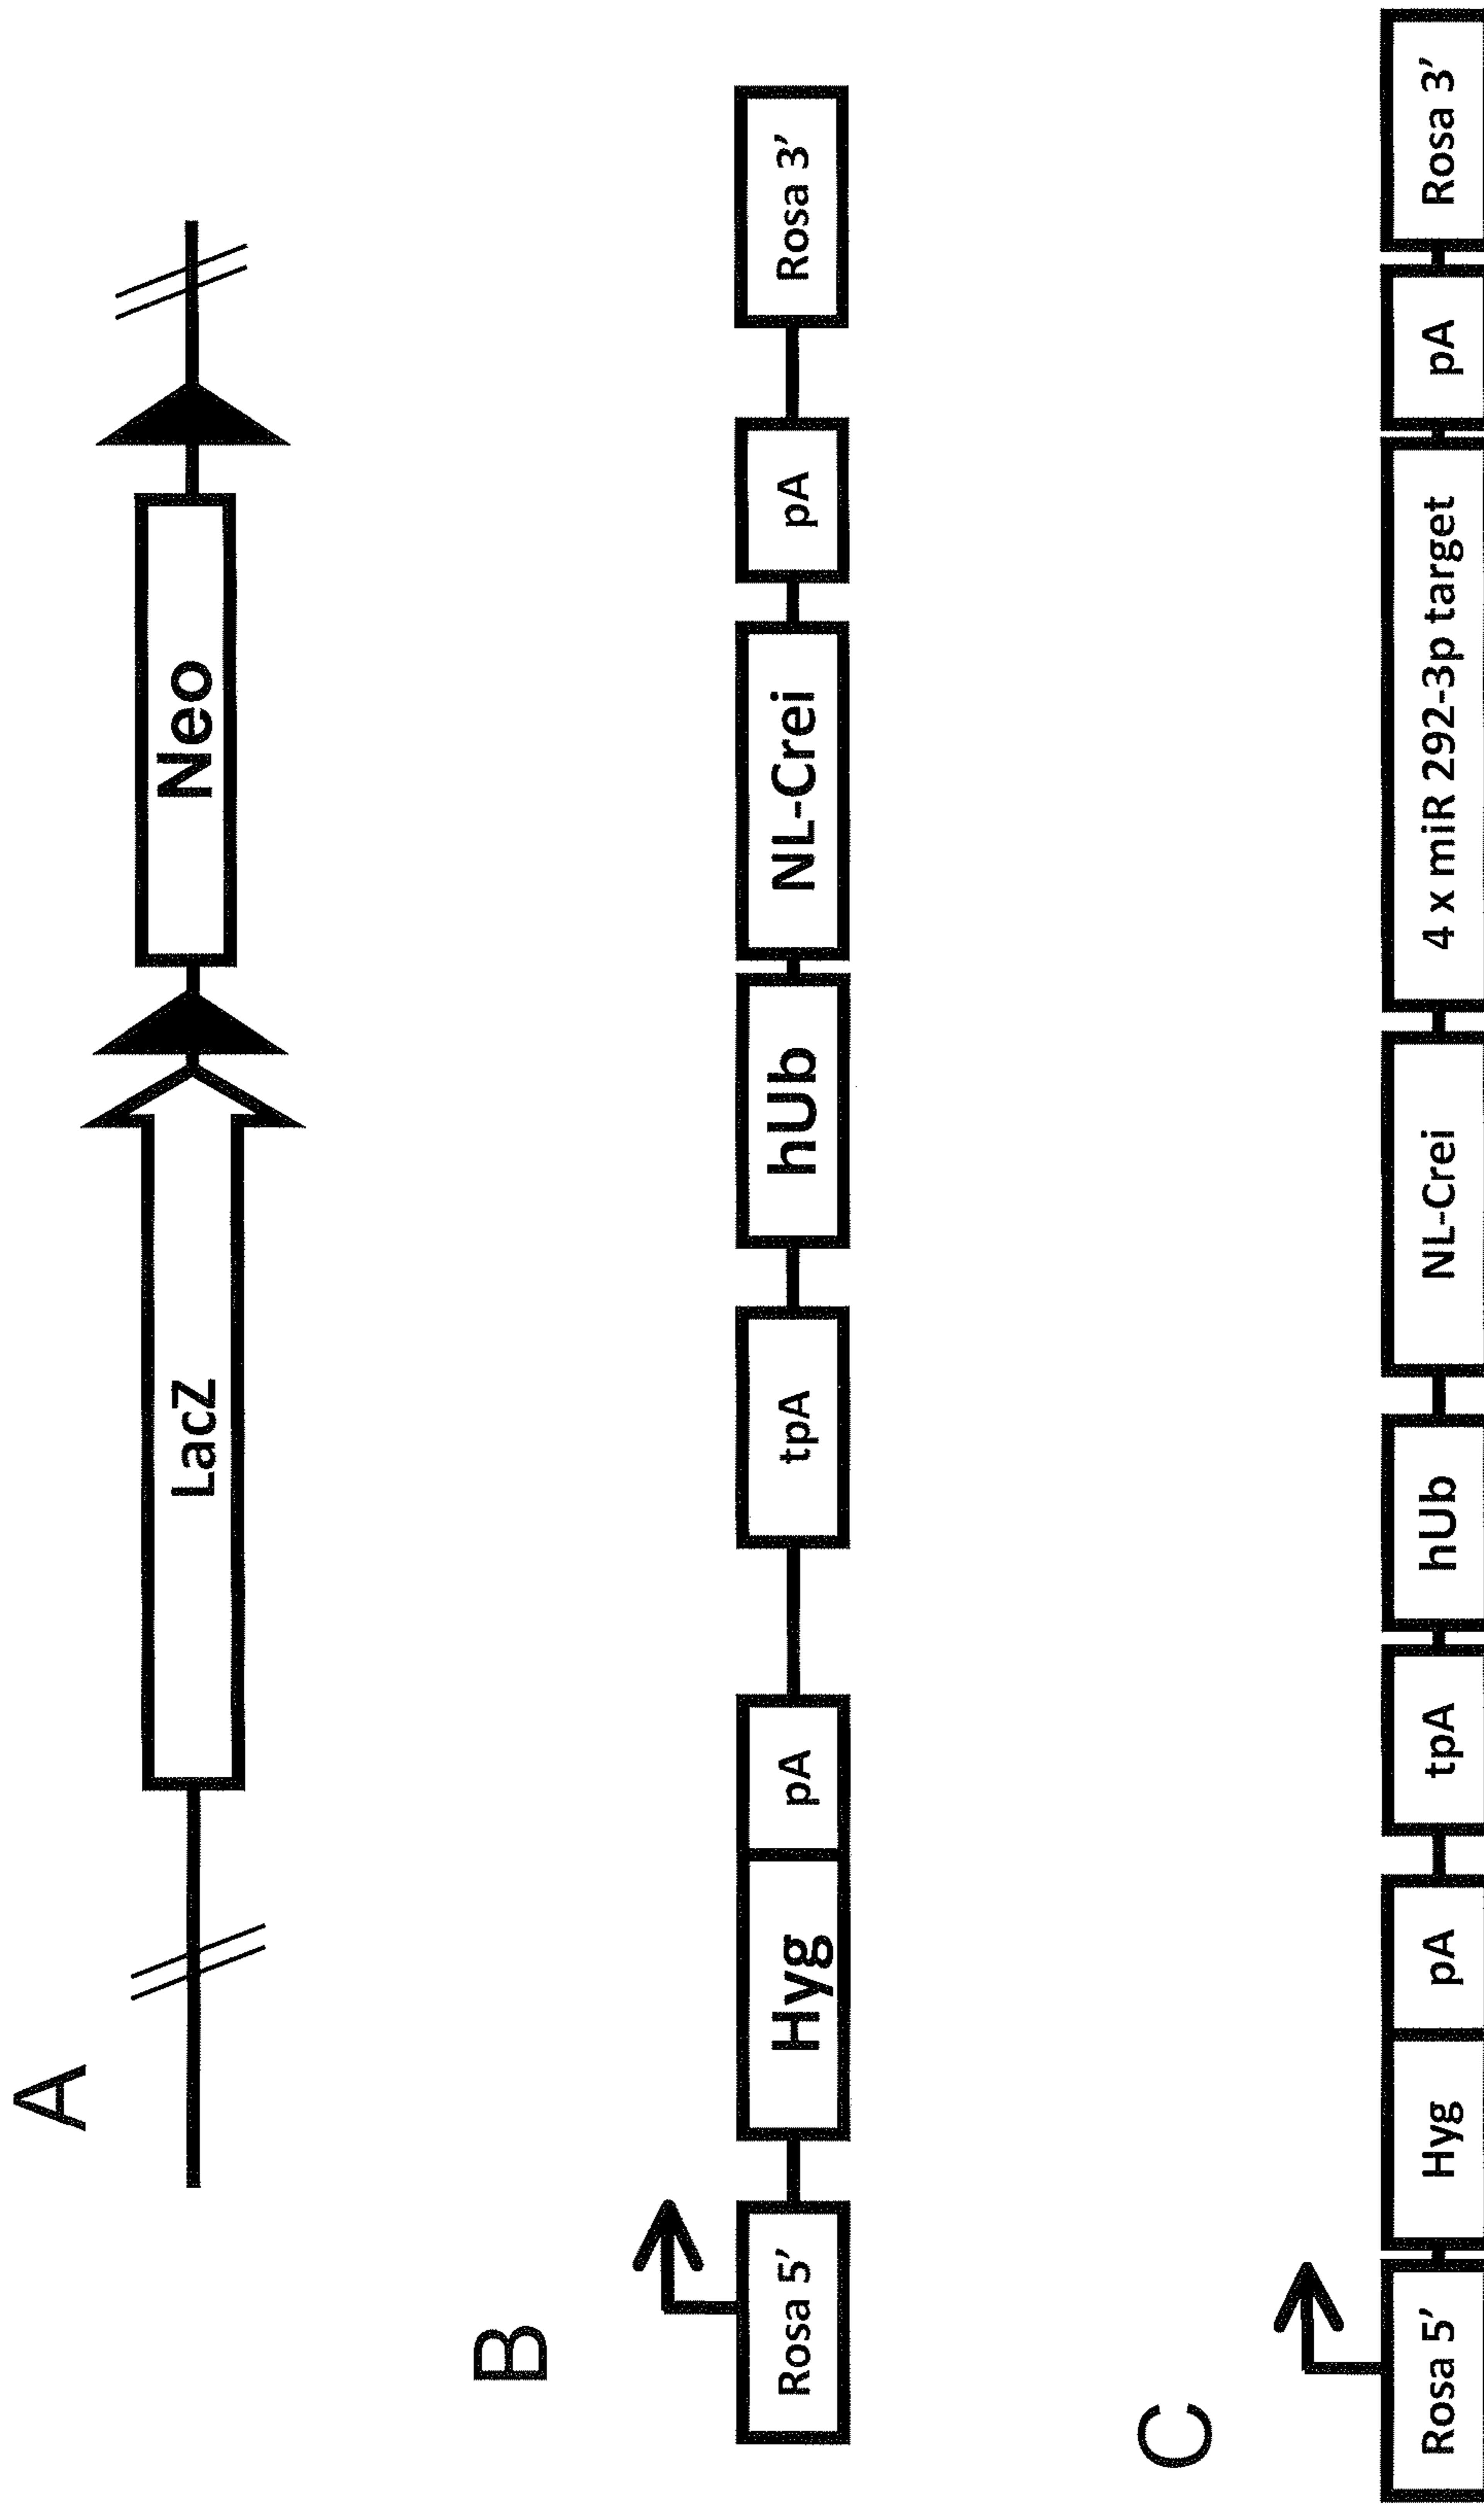 A
LacZ
Neo
B
Rosa 5’
Hyg
pA
tpA
hUb
NL-Crei
pA
Rosa 3’
C
Rosa 5’
Hyg
pA
tpA
hUb
NL-Crei
4 x miR 292-3p target
pA
Rosa 3’